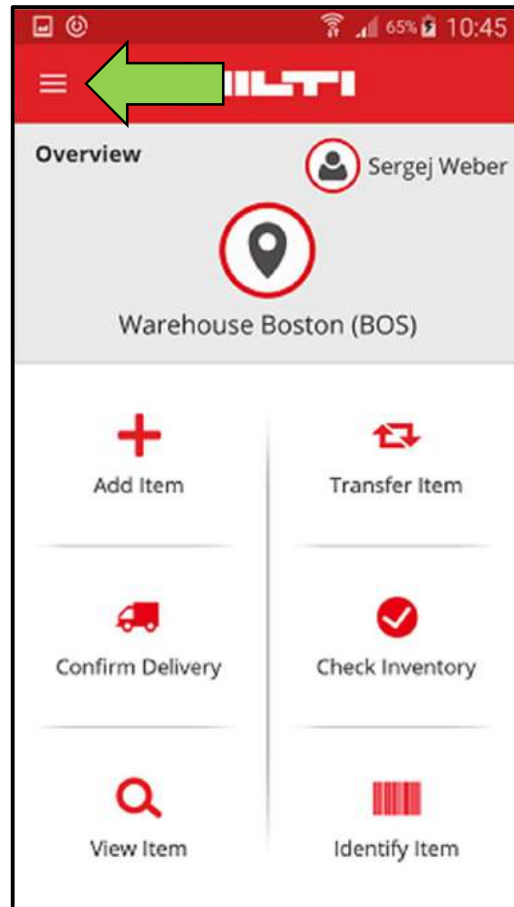 65% 10:45
Overview
Sergej Weber
Warehouse Boston (BOS)
Add Item
Transfer Item
Confirm Delivery
Check Inventory
View Item
Identify Item